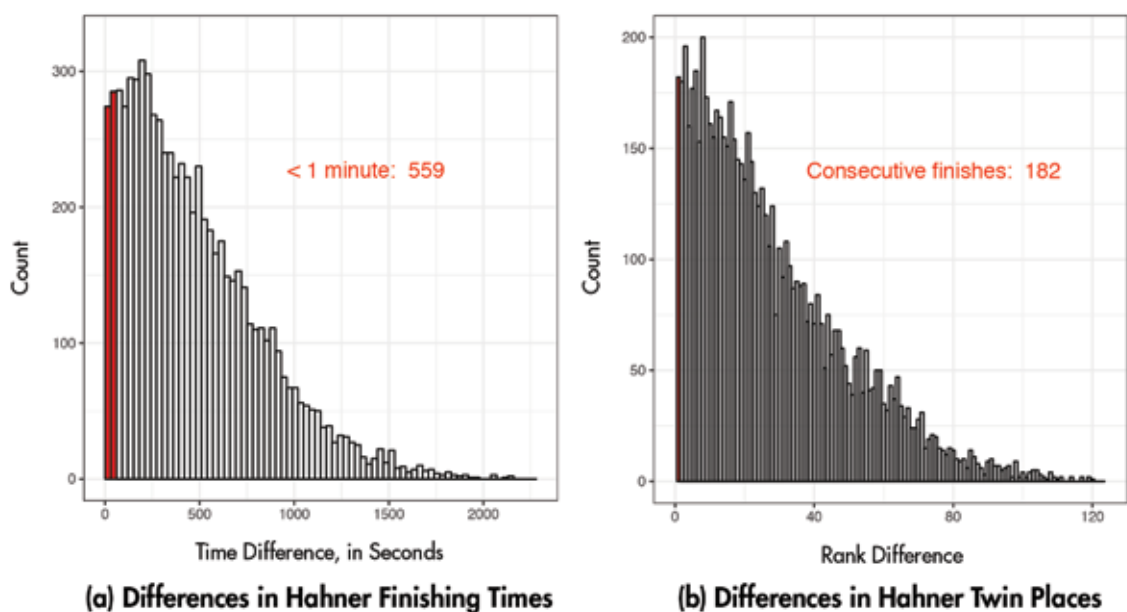 300
200
100
0
Count
< 1 minute: 559
0 500 1000 1500 2000
Time Difference, in Seconds
(a) Differences in Hahner Finishing Times
200
150
100
50
0
Count
Consecutive finishes: 182
0 40 80 120
Rank Difference
(b) Differences in Hahner Twin Places